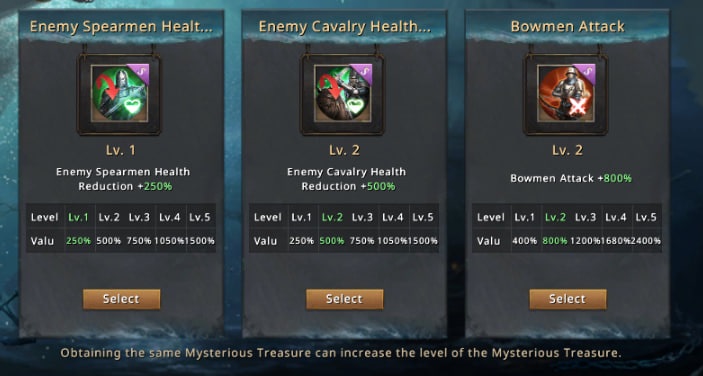 Enemy Spearmen Healt...
Lv. 1
Enemy Spearmen Health
Reduction +250%
Level Lv.1 Lv.2 Lv.3 Lv.4 Lv.5
Valu 250% 500% 750% 1050% 1500%
Select
Enemy Cavalry Health...
Lv. 2
Enemy Cavalry Health
Reduction +500%
Level Lv.1 Lv.2 Lv.3 Lv.4 Lv.5
Valu 250% 500% 750% 1050% 1500%
Select
Bowmen Attack
Lv. 2
Bowmen Attack +800%
Level Lv.1 Lv.2 Lv.3 Lv.4 Lv.5
Valu 400% 800% 1200% 1680% 2400%
Select
Obtaining the same Mysterious Treasure can increase the level of the Mysterious Treasure.